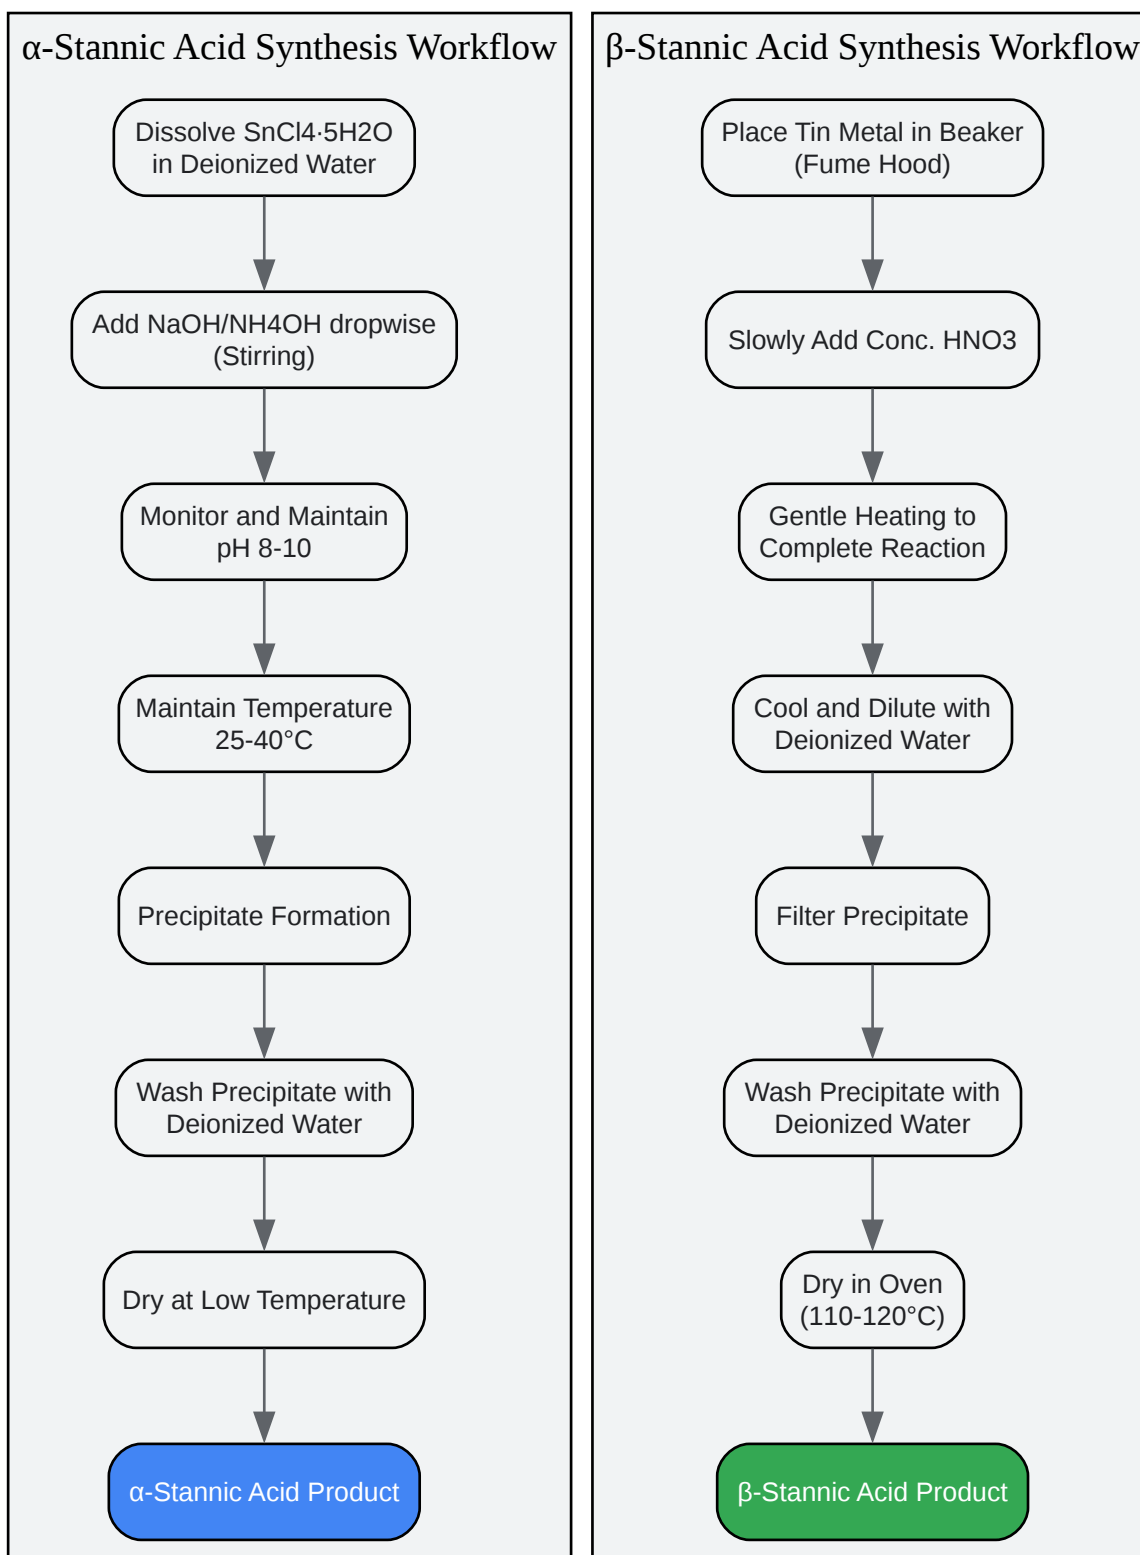 α-Stannic Acid Synthesis Workflow
Dissolve SnCl4·5H2O
in Deionized Water
Add NaOH/NH4OH dropwise
(Stirring)
Monitor and Maintain
pH 8-10
Maintain Temperature
25-40°C
Precipitate Formation
Wash Precipitate with
Deionized Water
Dry at Low Temperature
α-Stannic Acid Product
β-Stannic Acid Synthesis Workflow
Place Tin Metal in Beaker
(Fume Hood)
Slowly Add Conc. HNO3
Gentle Heating to
Complete Reaction
Cool and Dilute with
Deionized Water
Filter Precipitate
Wash Precipitate with
Deionized Water
Dry in Oven
(110-120°C)
β-Stannic Acid Product